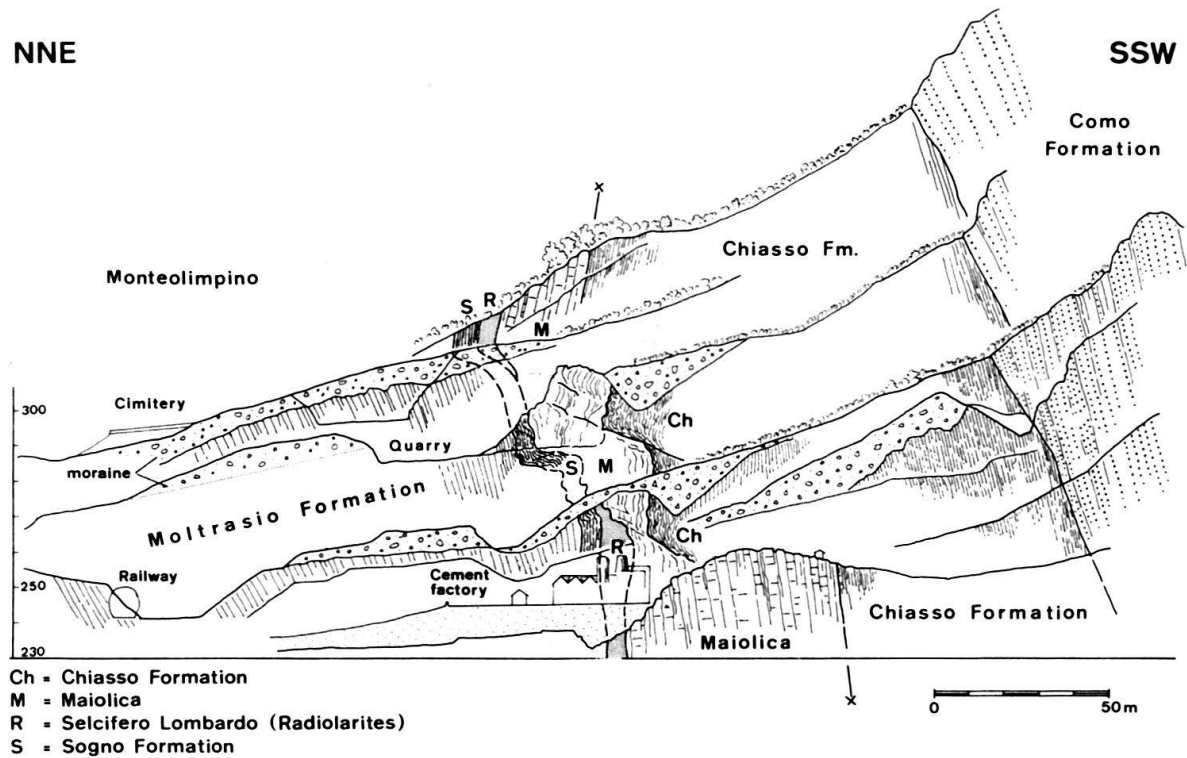 NNE
SSW
Como
Formation
Chiasso Fm.
Monteolimpino
S R
M
300
Cimitery
Quarry
Ch
moraine
S
M
Moltrasio Formation
Ch
R
250
Railway
Cement
factory
Chiasso Formation
Maiolica
230
Ch = Chiasso Formation
M = Maiolica
R = Selcifero Lombardo (Radiolarites)
S = Sogno Formation
x
x
0 50m